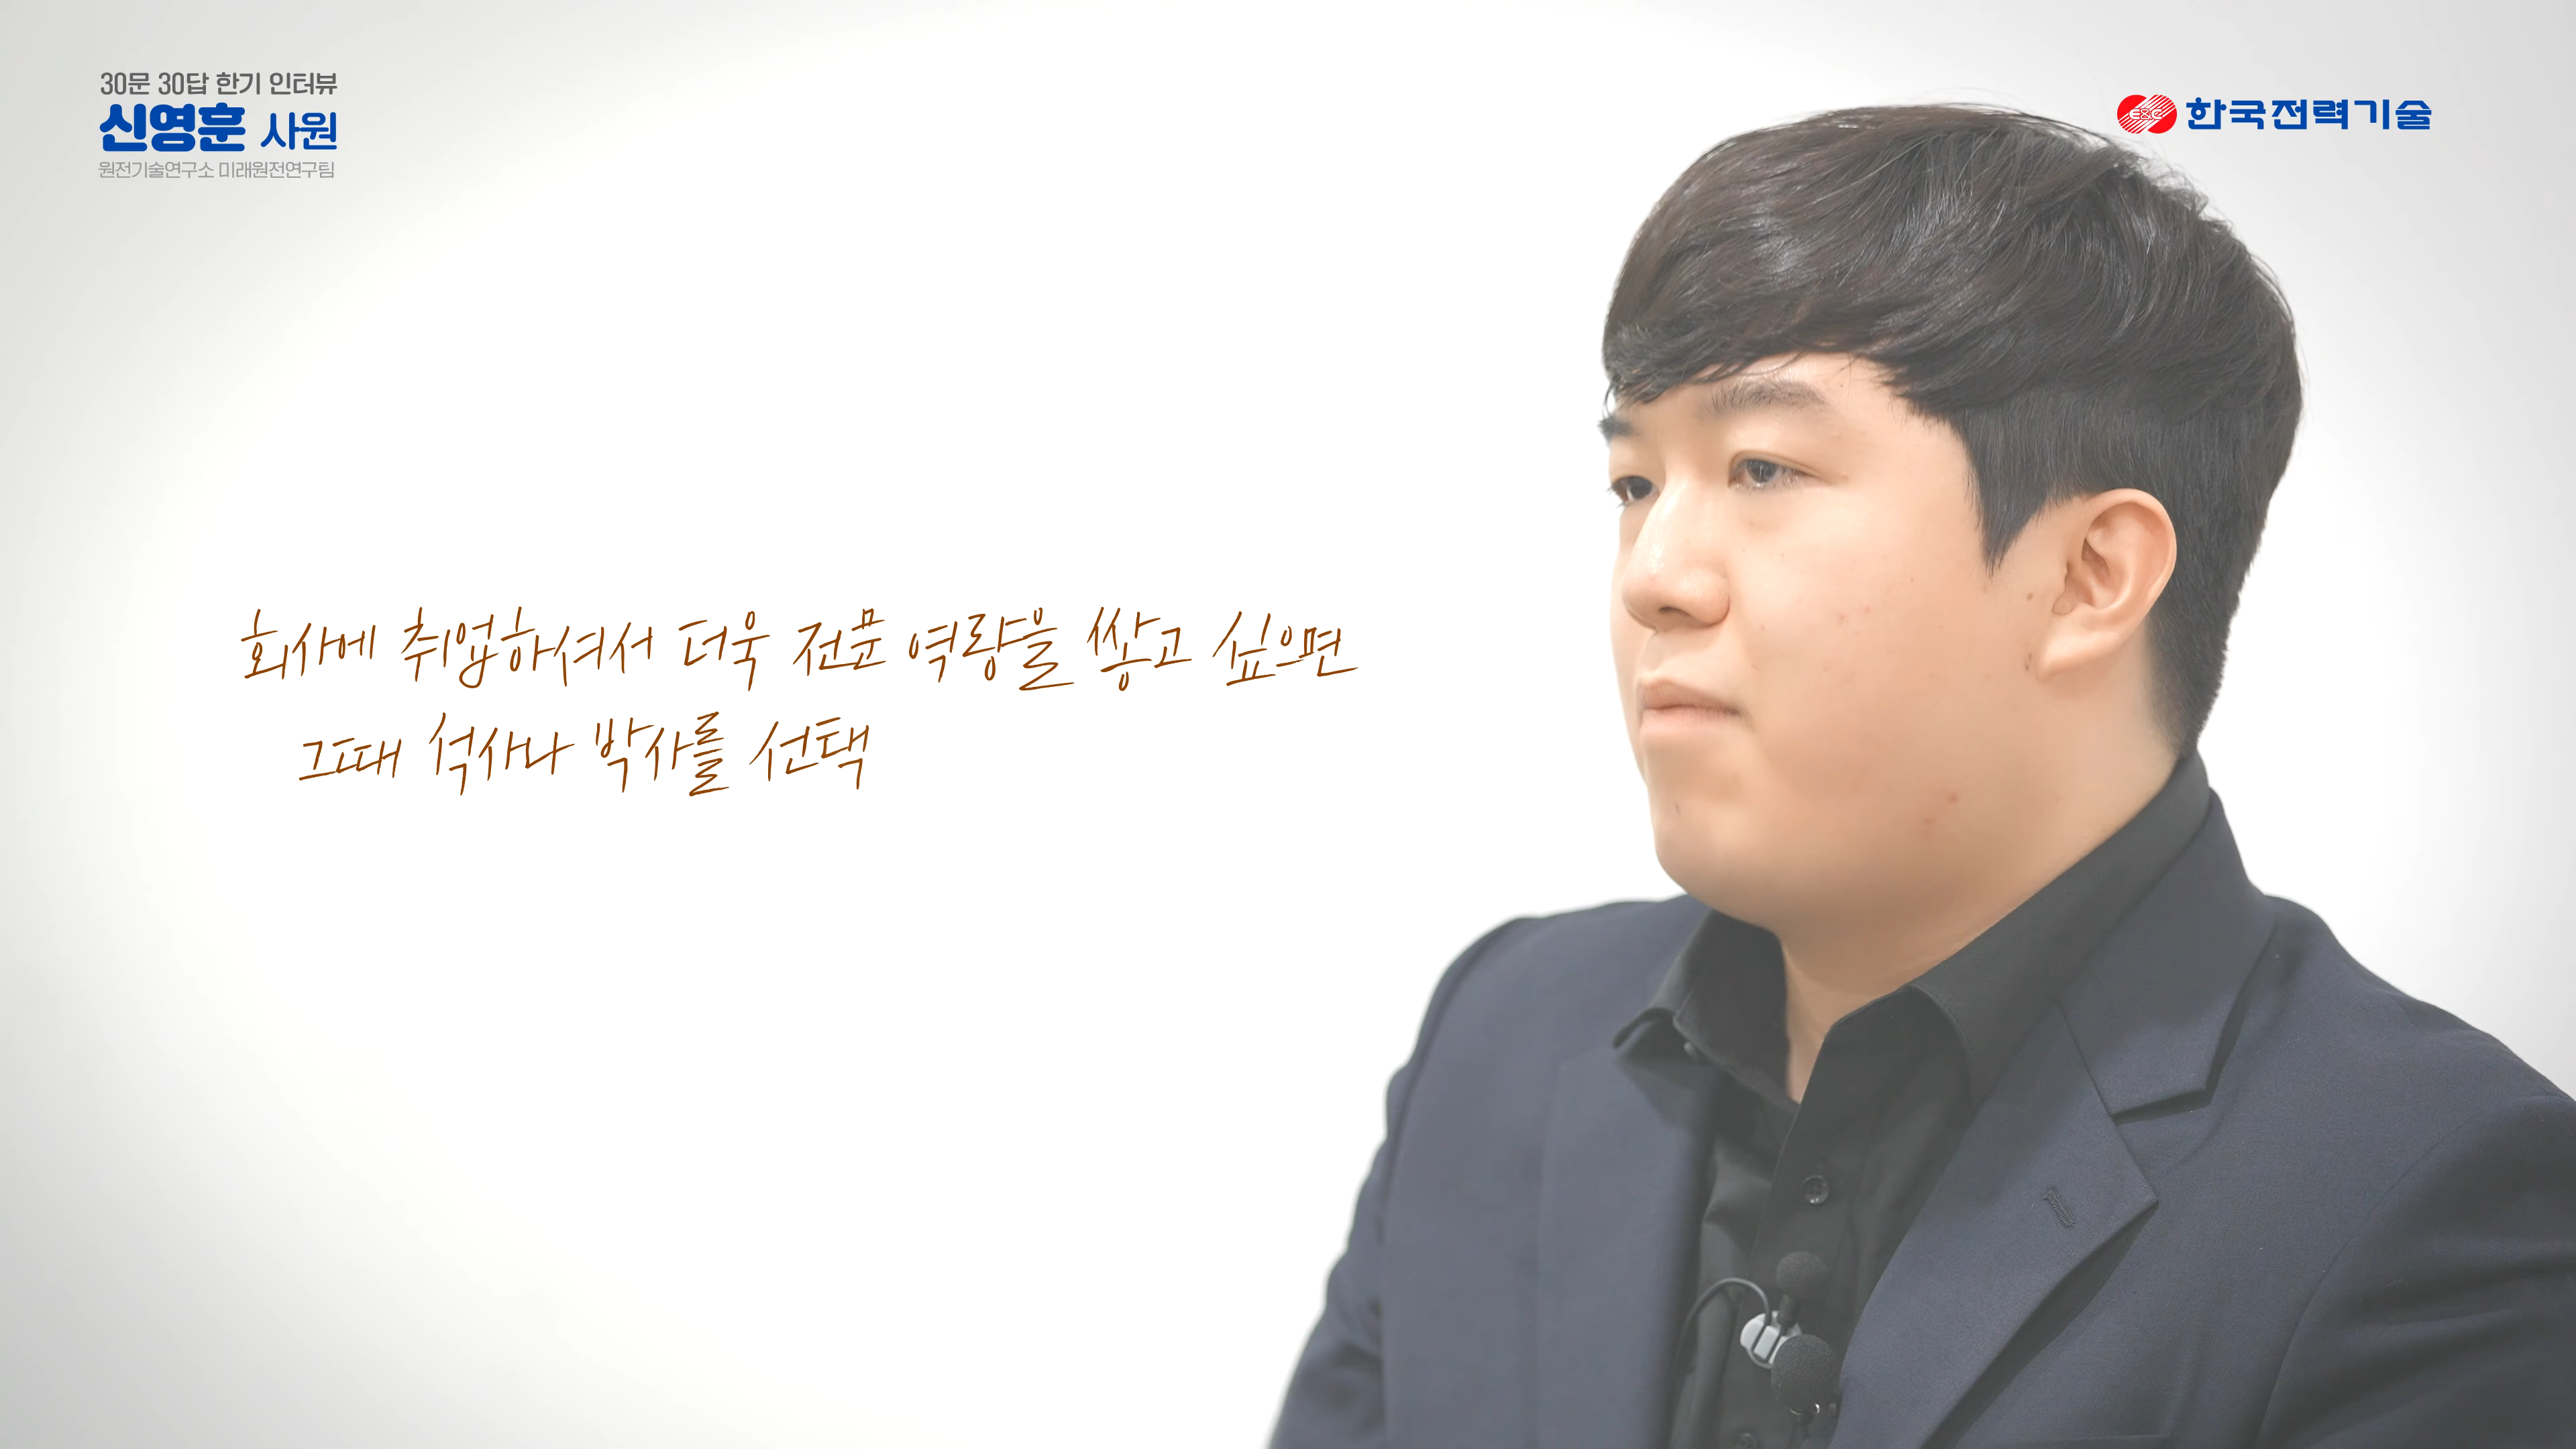 30문 30답 한기 인터뷰
신영훈 사원
원전기술연구소 미래원전연구팀
E&C 한국전력기술
회사에 취업하셔서 더욱 전문 역량을 쌓고 싶으면
그때 석사나 박사를 선택